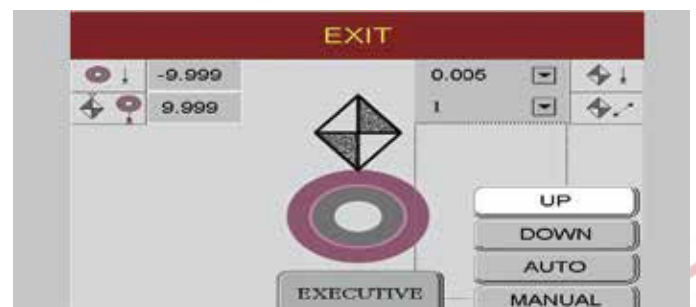 EXIT
-9.999 0.005
9.999 1
UP
DOWN
AUTO
EXECUTIVE MANUAL